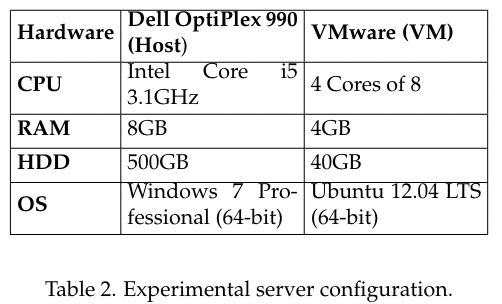 Hardware Dell OptiPlex 990 (Host) VMware (VM)
CPU Intel Core i5 3.1GHz 4 Cores of 8
RAM 8GB 4GB
HDD 500GB 40GB
OS Windows 7 Pro-fessional (64-bit) Ubuntu 12.04 LTS (64-bit)
Table 2. Experimental server configuration.